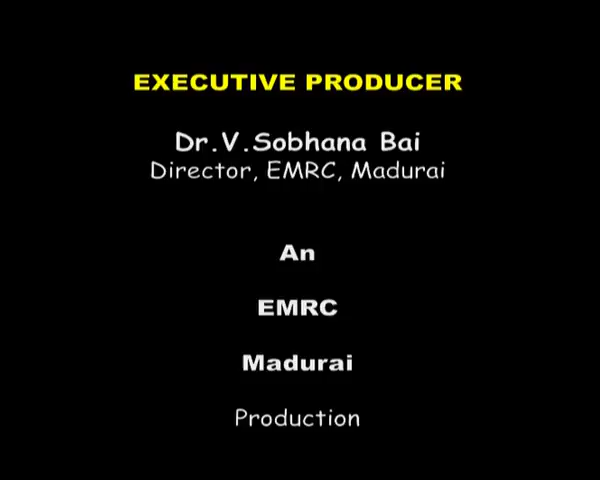 EXECUTIVE PRODUCER
Dr.V.Sobhana Bai
Director, EMRC, Madurai
An
EMRC
Madurai
Production